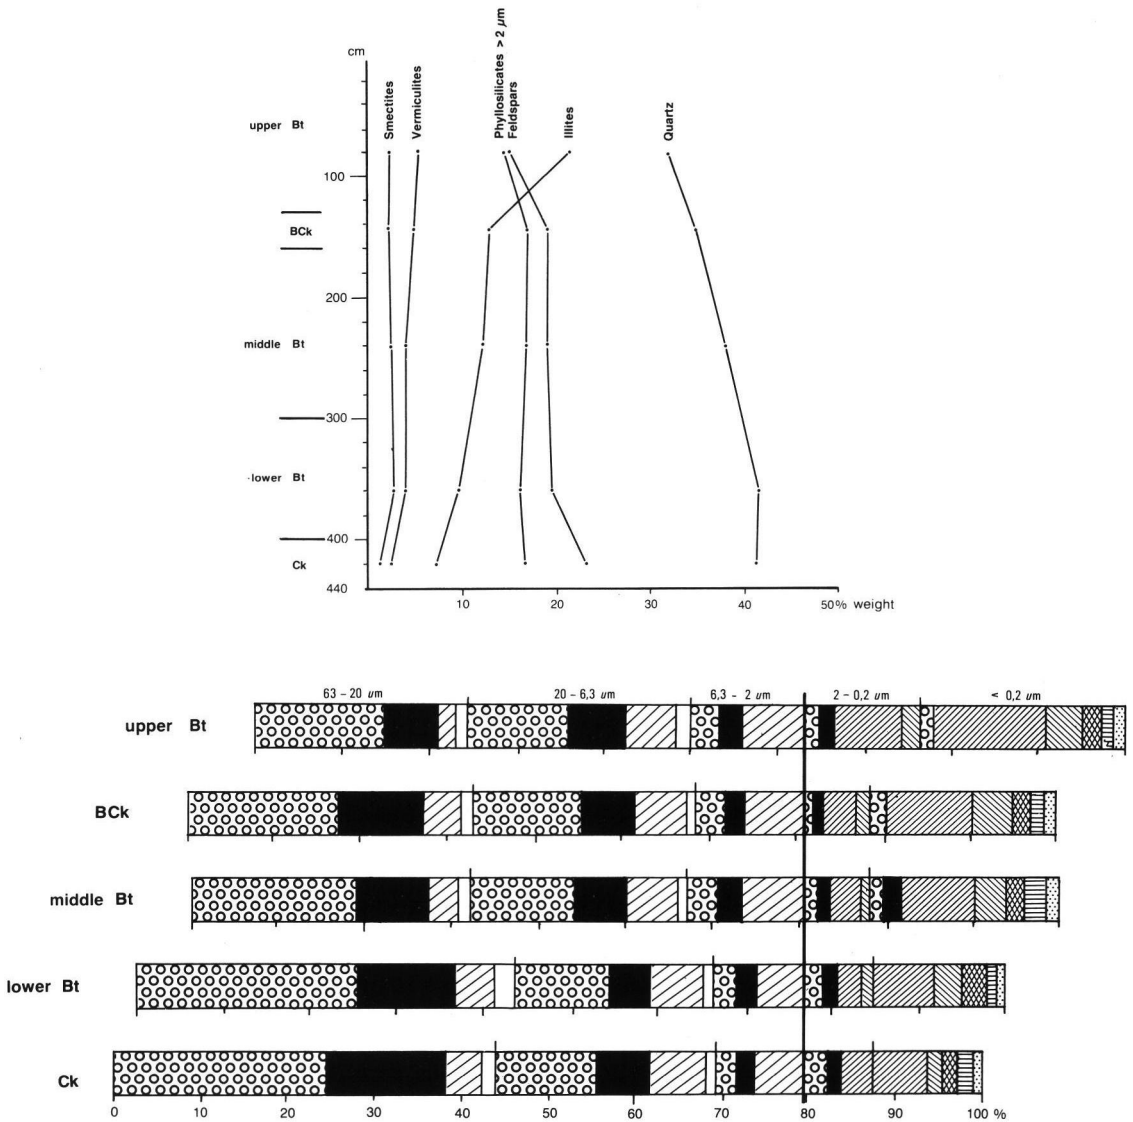 cm
Smectites
Vermiculites
Phyllosilicates > 2 µm
Feldspars
Illites
Quartz
upper Bt
100
BCk
200
middle Bt
300
lower Bt
400
Ck
440
10 20 30 40 50% weight
63 – 20 µm 20 – 6,3 µm 6,3 – 2 µm 2 – 0,2 µm < 0,2 µm
upper Bt
BCk
middle Bt
lower Bt
Ck
0 10 20 30 40 50 60 70 80 90 100 %